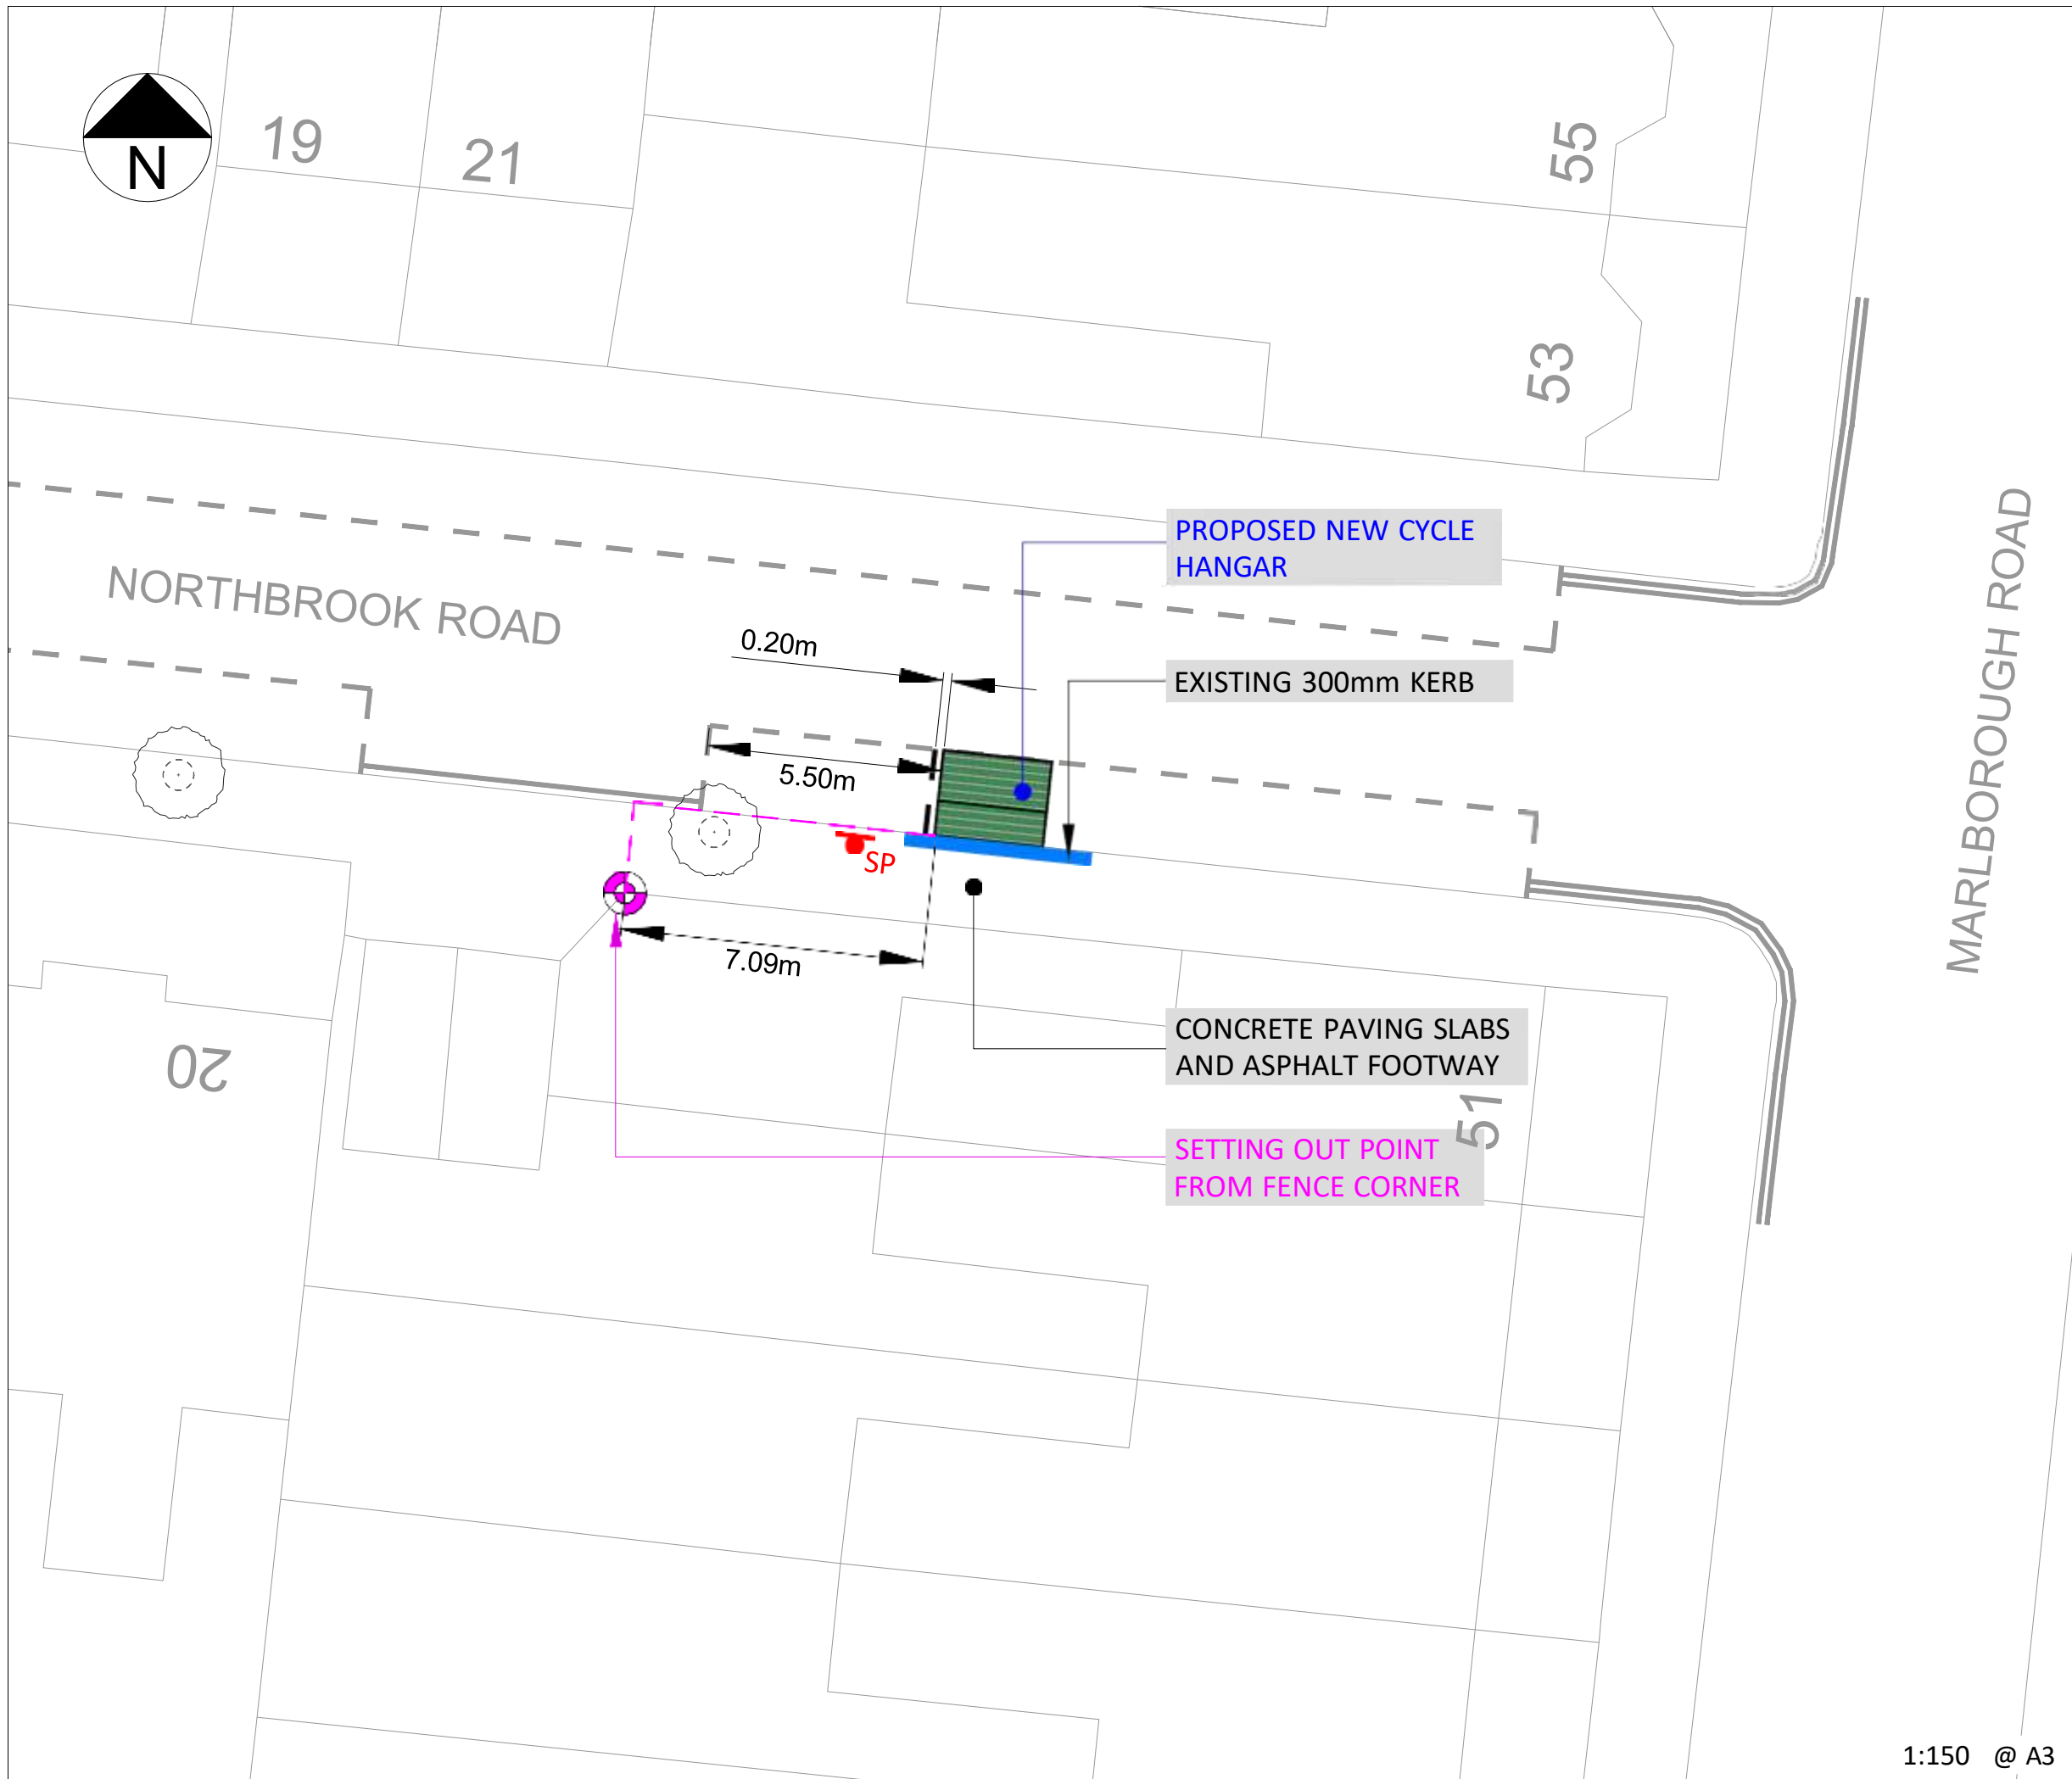 N
19
21
55
53
NORTHBROOK ROAD
MARLBOROUGH ROAD
PROPOSED NEW CYCLE
HANGAR
0.20m
EXISTING 300mm KERB
5.50m
SP
7.09m
CONCRETE PAVING SLABS
AND ASPHALT FOOTWAY
20
51
SETTING OUT POINT
FROM FENCE CORNER
1:150 @ A3